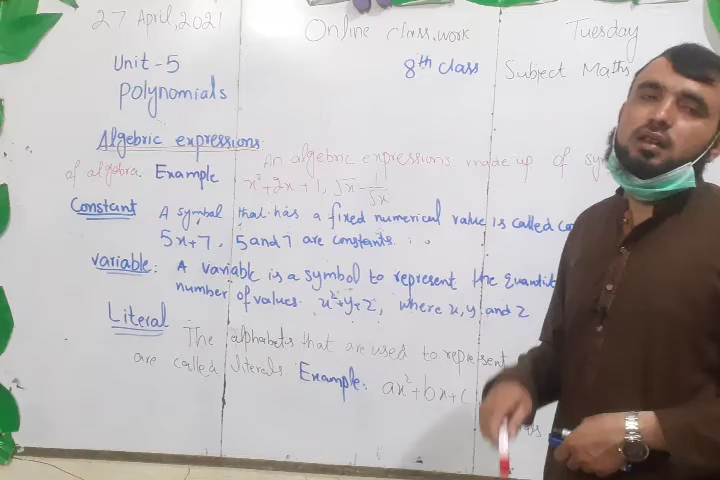 27 April, 2021 Online class work Tuesday
Unit-5 8th class Subject Maths
Polynomials
Algebric expressions
An algebric expressions made up of
of algebra. Example x²+2x+1, √x - 1/√x
Constant A symbol that has a fixed numerical value is called
5x+7, 5 and 7 are constants.
Variable: A variable is a symbol to represent the
number of values. x²+y+z, where x, y and z
Literal
The alphabets that are used to represent
are called literals Example: ax²+bx+c